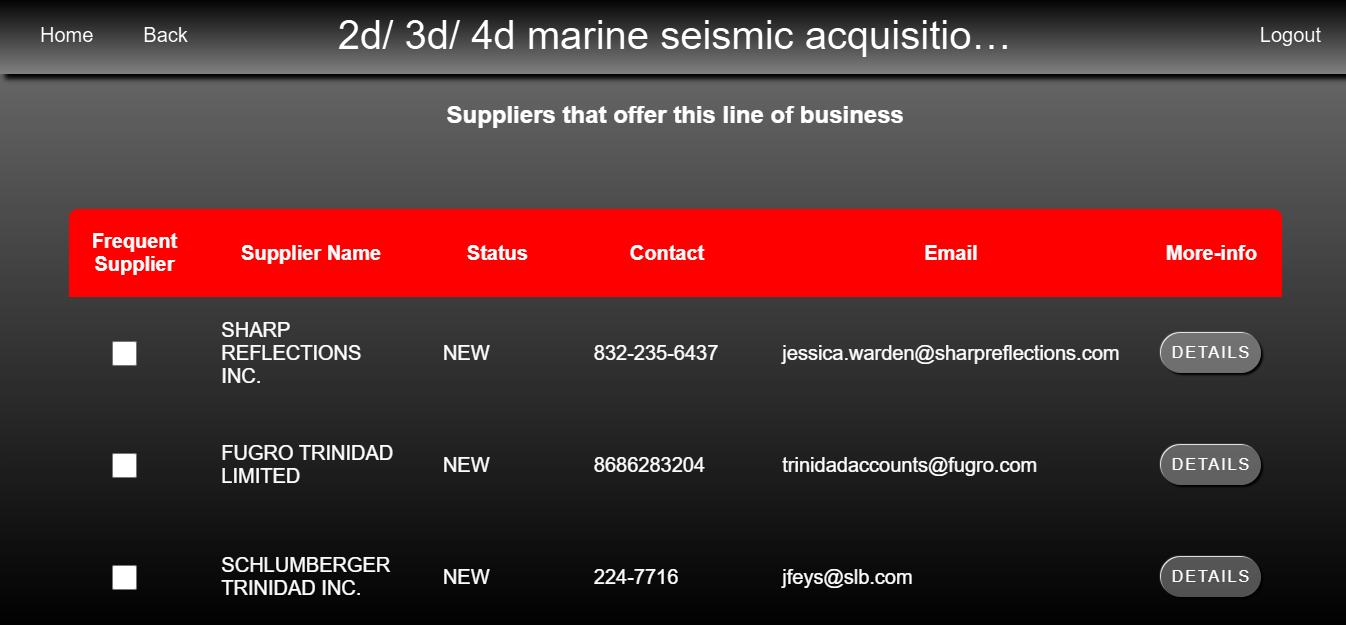 Home Back 2d/ 3d/ 4d marine seismic acquisitio… Logout
Suppliers that offer this line of business
Frequent Supplier Supplier Name Status Contact Email More-info
SHARP REFLECTIONS INC. NEW 832-235-6437 jessica.warden@sharpreflections.com DETAILS
FUGRO TRINIDAD LIMITED NEW 8686283204 trinidadaccounts@fugro.com DETAILS
SCHLUMBERGER TRINIDAD INC. NEW 224-7716 jfeys@slb.com DETAILS